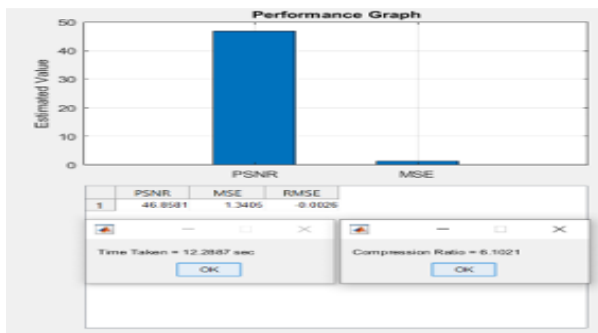 Performance Graph
50
40
30
20
10
0
Estimated Value
PSNR MSE
PSNR MSE RMSE
1 46.8581 1.3405 -0.0026
Time Taken = 12.2887 sec
OK
Compression Ratio = 6.1021
OK